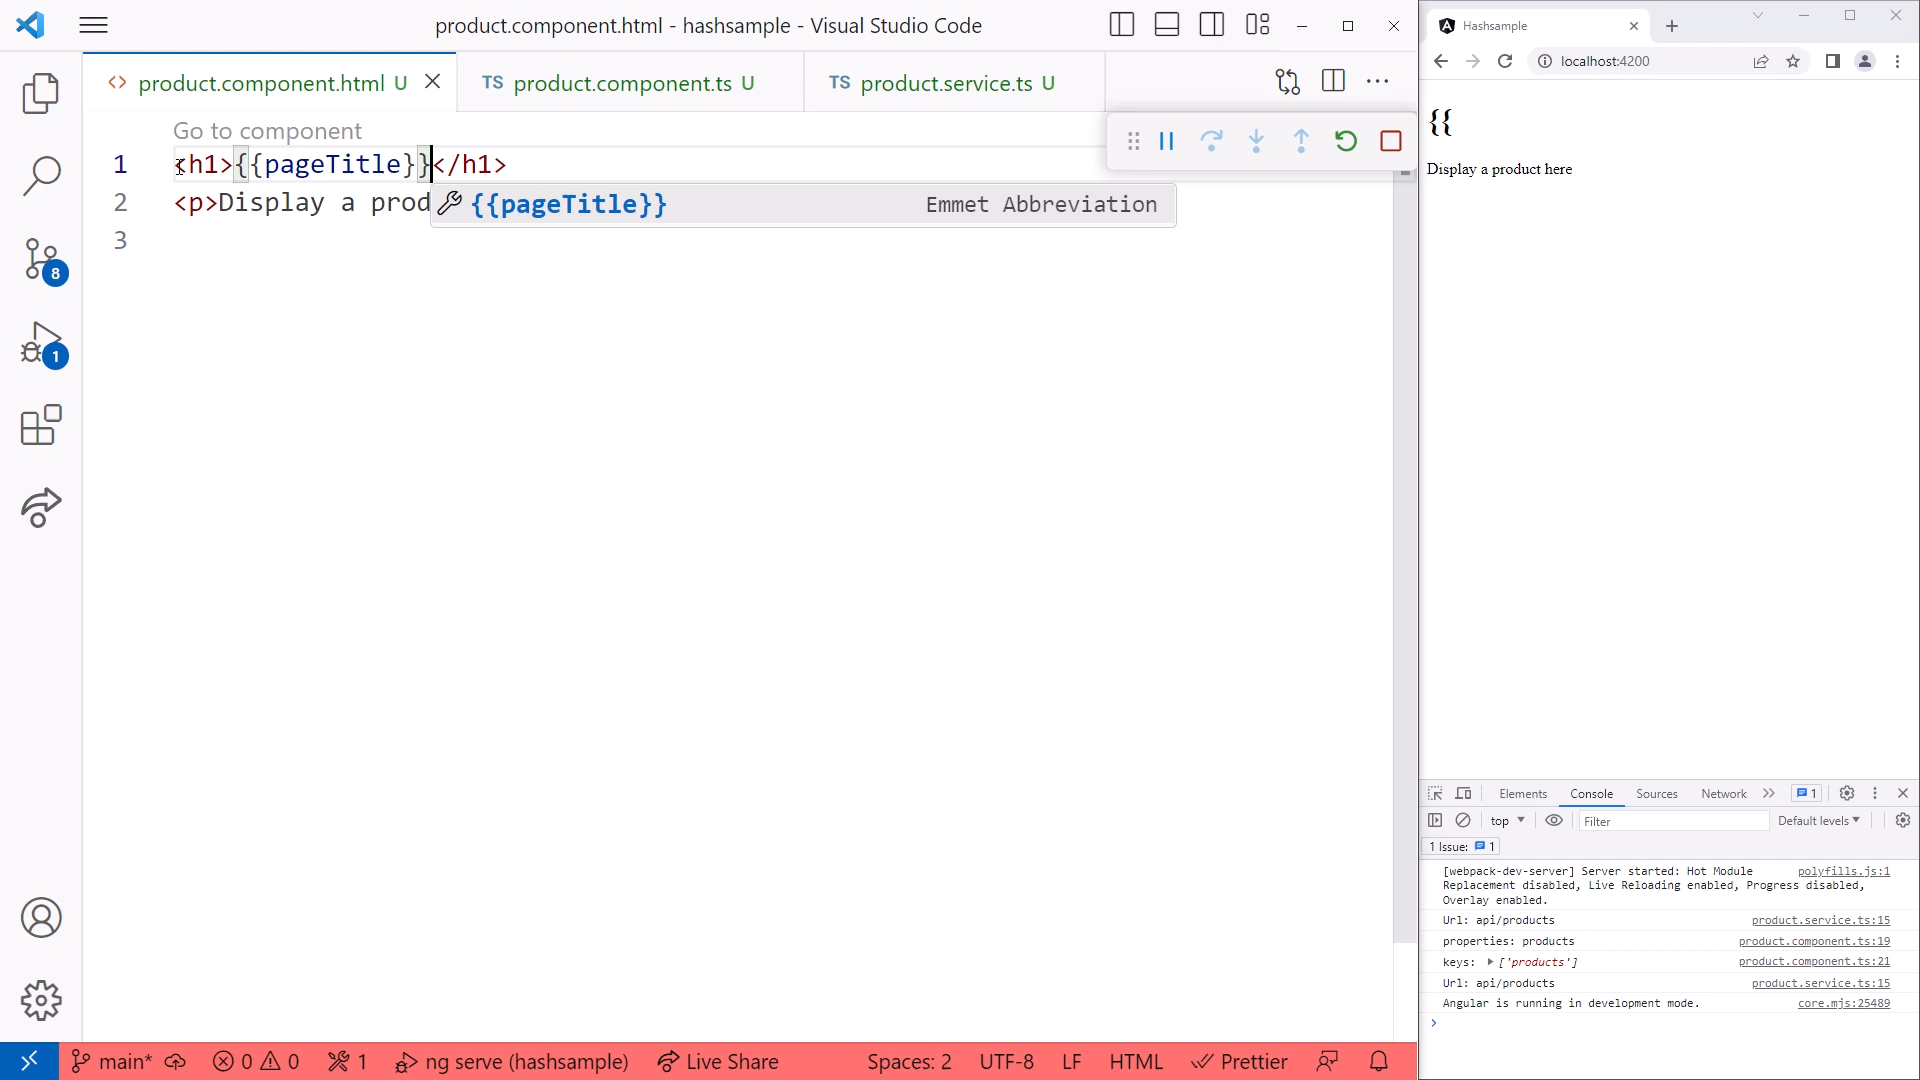 product.component.html - hashsample - Visual Studio Code
<> product.component.html U
TS product.component.ts U
TS product.service.ts U
Go to component
1 <h1>{{pageTitle}}</h1>
2 <p>Display a prod
{{pageTitle}} Emmet Abbreviation
3
8
1
main* 0 0 1 ng serve (hashsample) Live Share Spaces: 2 UTF-8 LF HTML Prettier
Hashsample
localhost:4200
{{
Display a product here
Elements Console Sources Network 1
top Filter Default levels
1 Issue: 1
[webpack-dev-server] Server started: Hot Module polyfills.js:1
Replacement disabled, Live Reloading enabled, Progress disabled,
Overlay enabled.
Url: api/products product.service.ts:15
properties: products product.component.ts:19
keys: ['products'] product.component.ts:21
Url: api/products product.service.ts:15
Angular is running in development mode. core.mjs:25489